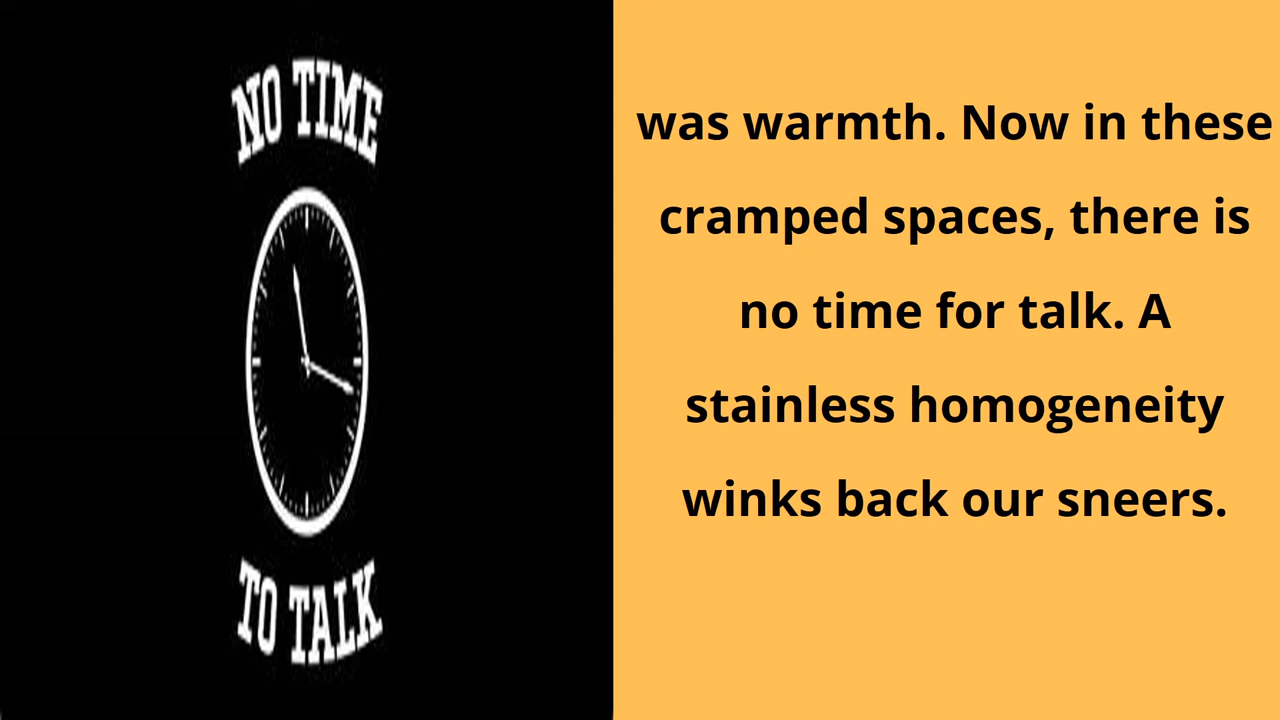 NO TIME
TO TALK
was warmth. Now in these
cramped spaces, there is
no time for talk. A
stainless homogeneity
winks back our sneers.